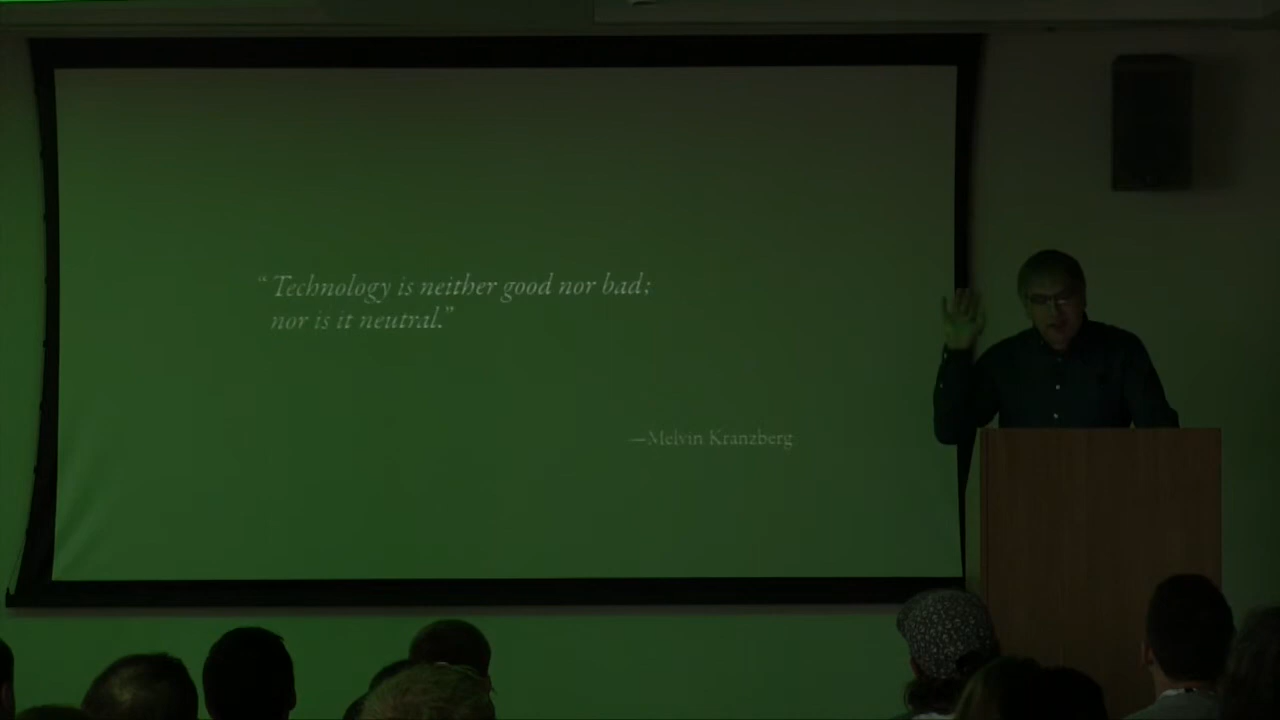 “Technology is neither good nor bad;
nor is it neutral.”
—Melvin Kranzberg